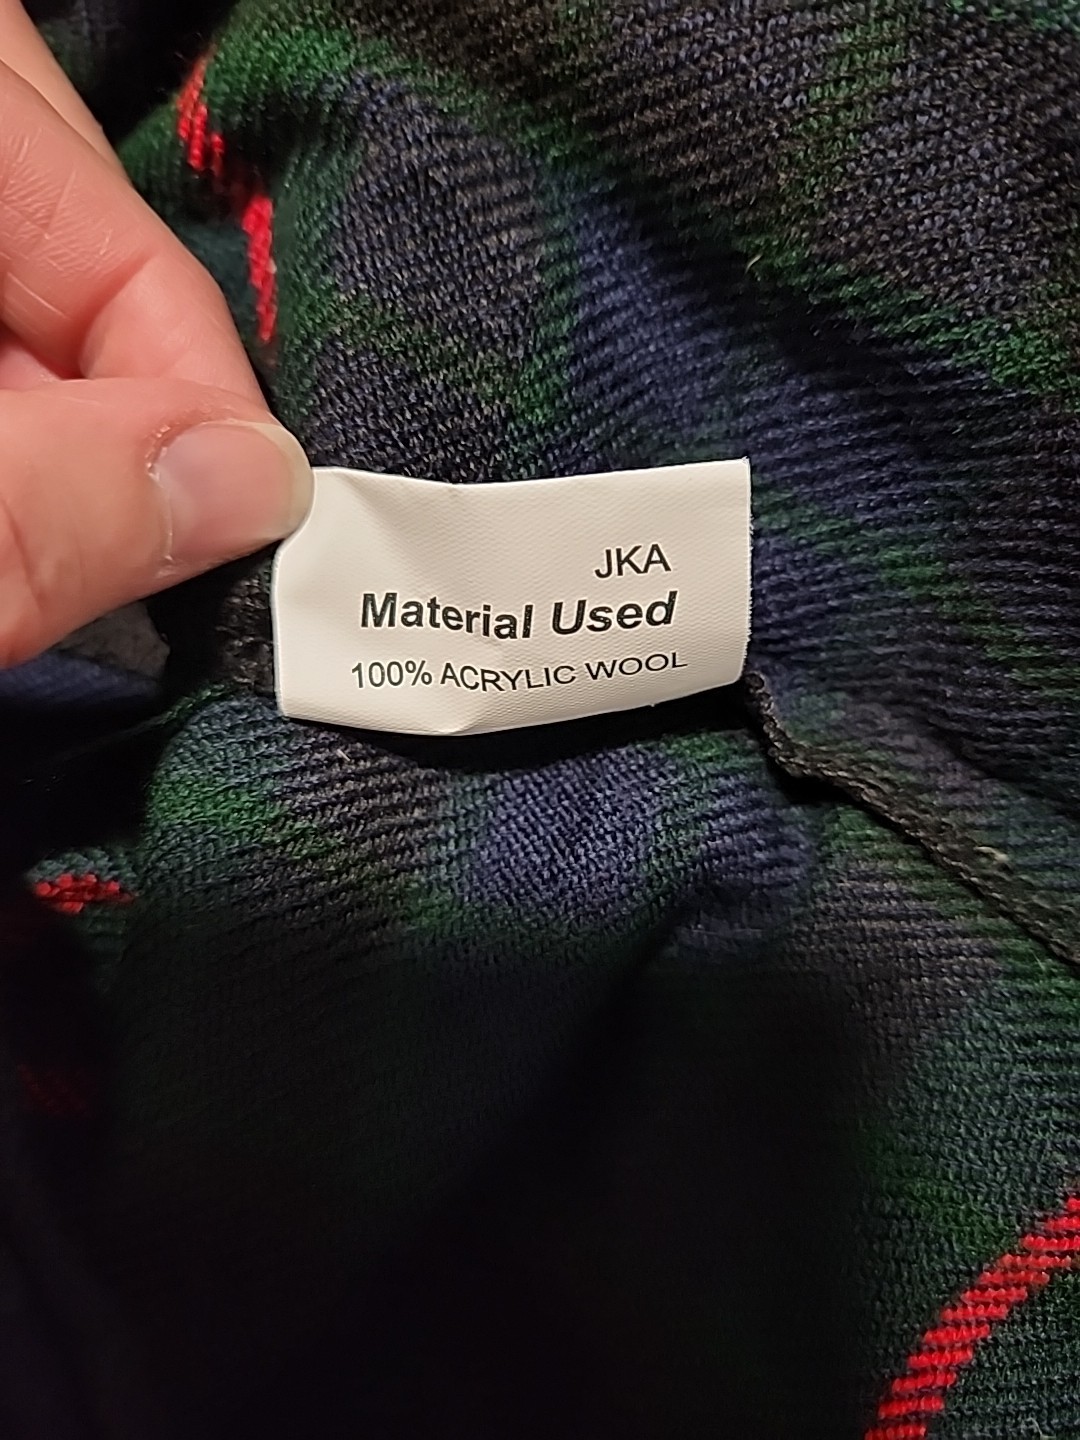 JKA
Material Used
100% ACRYLIC WOOL